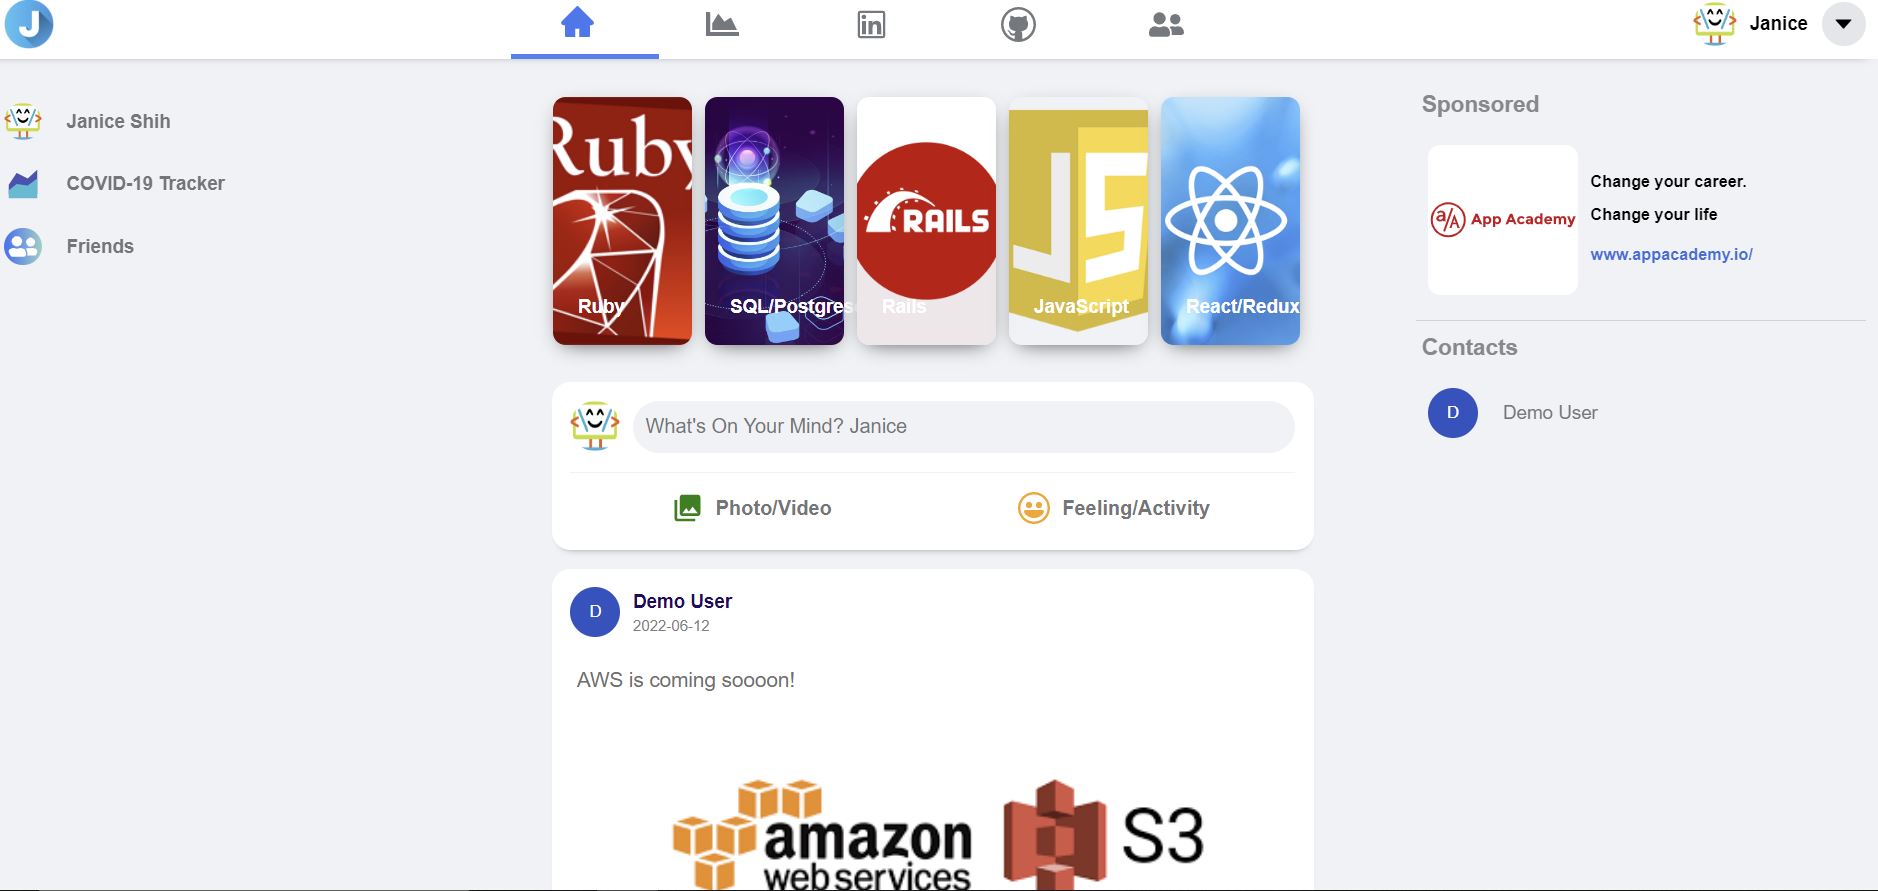 J
in
Janice
Janice Shih
COVID-19 Tracker
Friends
Ruby
Ruby
SQL/Postgres
RAILS
Rails
JS
JavaScript
React/Redux
What's On Your Mind? Janice
Photo/Video
Feeling/Activity
D
Demo User
2022-06-12
AWS is coming soooon!
amazon
web services
S3
Sponsored
a/A App Academy
Change your career.
Change your life
www.appacademy.io/
Contacts
D
Demo User